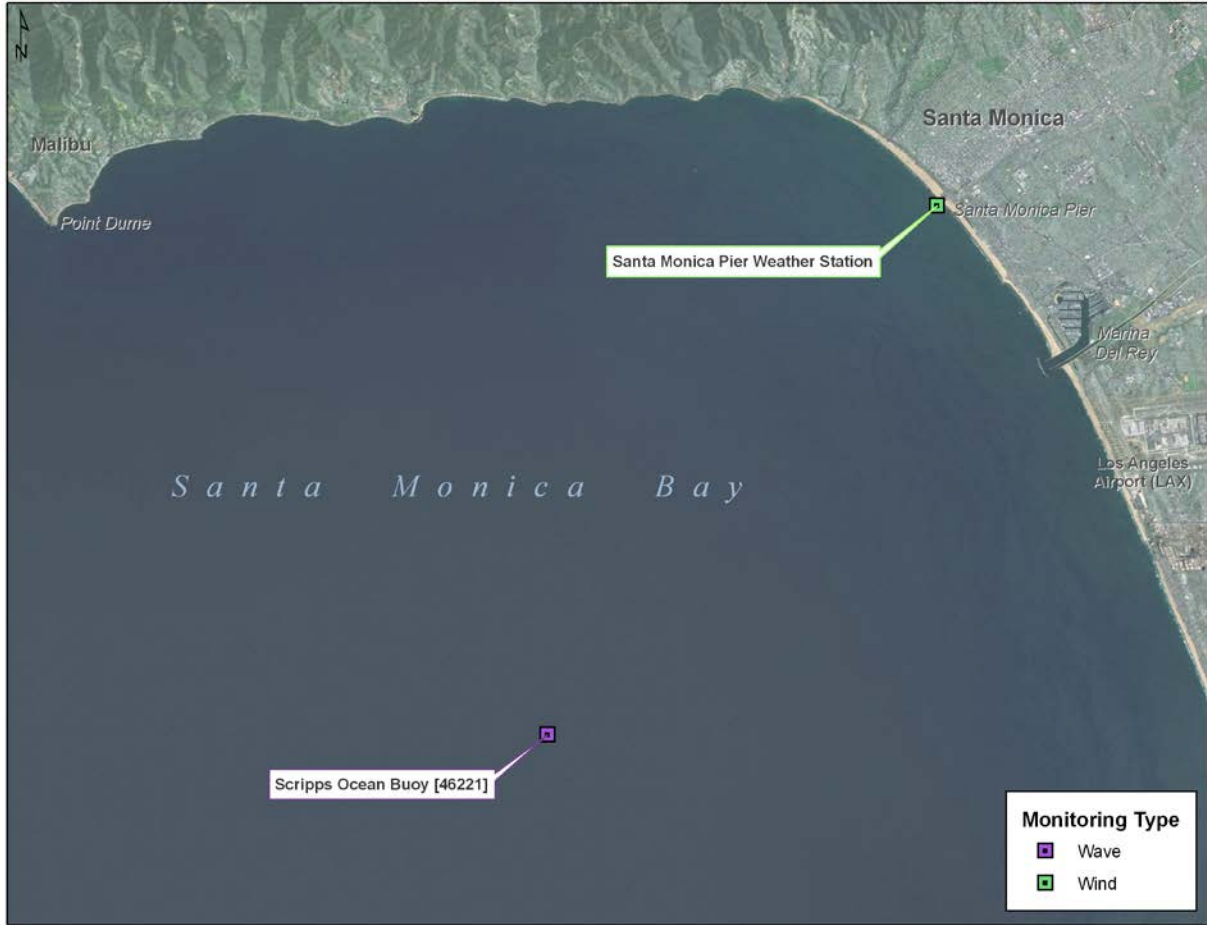 N
Santa Monica
Malibu
Santa Monica Pier
Point Dume
Santa Monica Pier Weather Station
Marina
Del Rey
Los Angeles
Airport (LAX)
Santa Monica Bay
Scripps Ocean Buoy [46221]
Monitoring Type
Wave
Wind